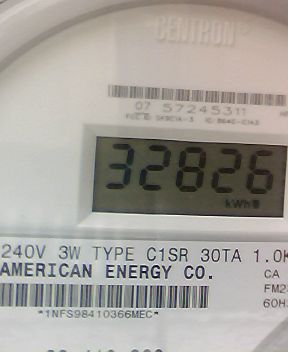 CENTRON
07 57245311
32826
kWh
240V 3W TYPE C1SR 30TA 1.0K
AMERICAN ENERGY CO.
CA
FM2
60H
*1NFS98410366MEC*